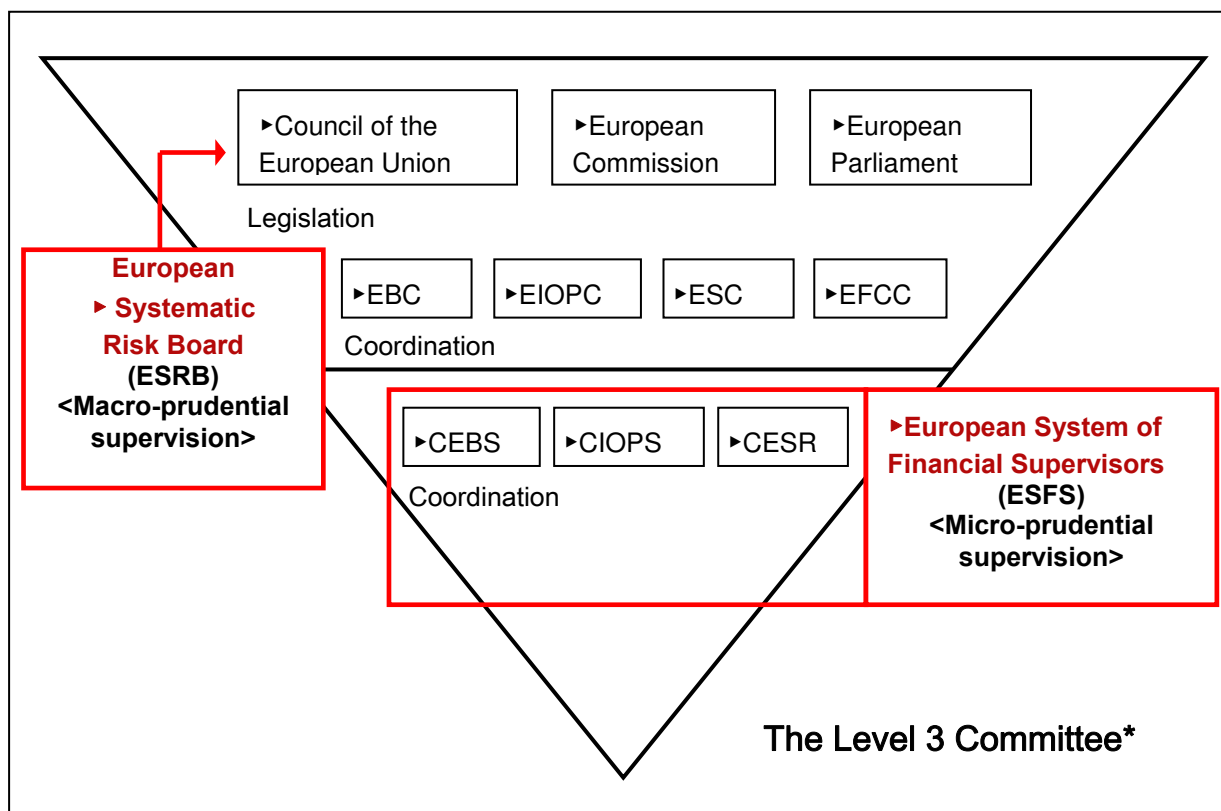 ►Council of the
European Union
►European
Commission
►European
Parliament
Legislation
European
► Systematic
Risk Board
(ESRB)
<Macro-prudential
supervision>
►EBC
►EIOPC
►ESC
►EFCC
Coordination
►CEBS
►CIOPS
►CESR
Coordination
►European System of
Financial Supervisors
(ESFS)
<Micro-prudential
supervision>
The Level 3 Committee*